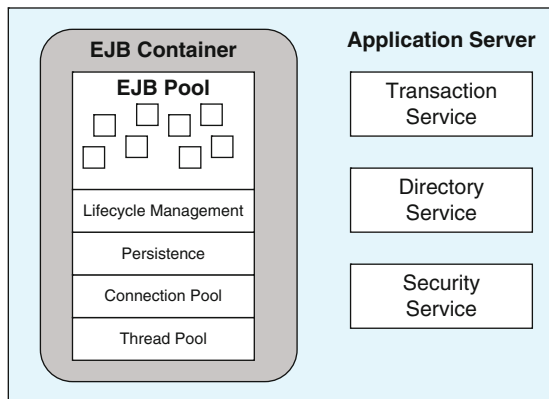 EJB Container
EJB Pool
Lifecycle Management
Persistence
Connection Pool
Thread Pool
Application Server
Transaction
Service
Directory
Service
Security
Service